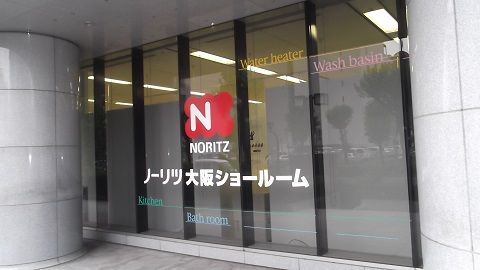 Water heater
Wash basin
N
NORITZ
ノーリツ大阪ショールーム
Kitchen
Bath room